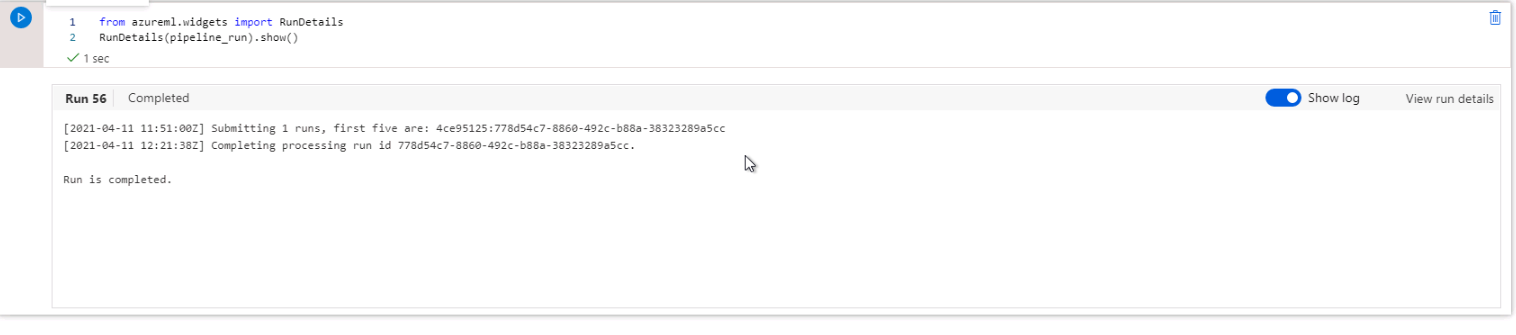 1 from azureml.widgets import RunDetails
2 RunDetails(pipeline_run).show()
1 sec
Run 56 Completed Show log View run details
[2021-04-11 11:51:00Z] Submitting 1 runs, first five are: 4ce95125:778d54c7-8860-492c-b88a-38323289a5cc
[2021-04-11 12:21:38Z] Completing processing run id 778d54c7-8860-492c-b88a-38323289a5cc.
Run is completed.